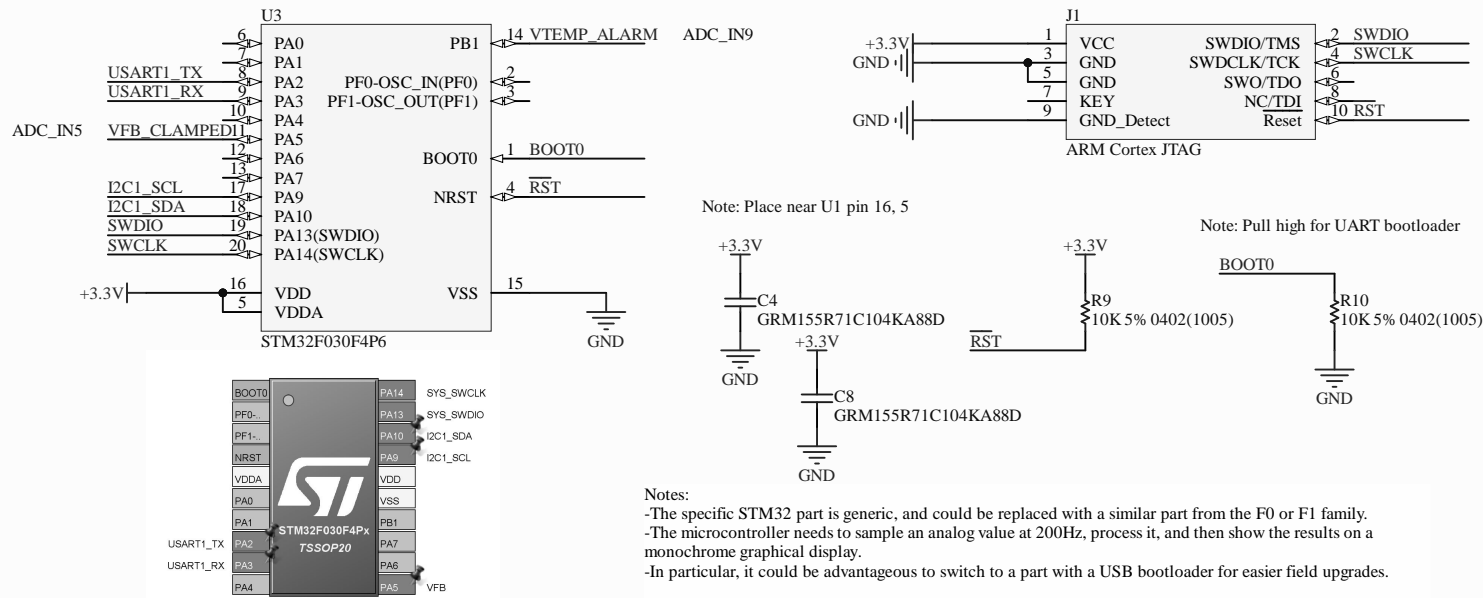 U3
6 PA0
7 PA1
USART1_TX 8 PA2
USART1_RX 9 PA3
10 PA4
ADC_IN5 VFB_CLAMPED 11 PA5
12 PA6
13 PA7
I2C1_SCL 17 PA9
I2C1_SDA 18 PA10
SWDIO 19 PA13(SWDIO)
SWCLK 20 PA14(SWCLK)
+3.3V 16 VDD
5 VDDA
PB1 14 VTEMP_ALARM ADC_IN9
PF0-OSC_IN(PF0) 2
PF1-OSC_OUT(PF1) 3
BOOT0 1 BOOT0
NRST 4 RST
VSS 15
GND
STM32F030F4P6
J1
+3.3V 1 VCC
GND 3 GND
5 GND
7 KEY
GND 9 GND_Detect
SWDIO/TMS 2 SWDIO
SWDCLK/TCK 4 SWCLK
SWO/TDO 6
NC/TDI 8
Reset 10 RST
ARM Cortex JTAG
Note: Place near U1 pin 16, 5
+3.3V
C4
GRM155R71C104KA88D
GND
+3.3V
C8
GRM155R71C104KA88D
GND
+3.3V
R9
10K 5% 0402(1005)
RST
Note: Pull high for UART bootloader
BOOT0
R10
10K 5% 0402(1005)
GND
BOOT0
PF0-..
PF1-..
NRST
VDDA
PA0
PA1
USART1_TX PA2
USART1_RX PA3
PA4
ST
STM32F030F4Px
TSSOP20
PA14 SYS_SWCLK
PA13 SYS_SWDIO
PA10 I2C1_SDA
PA9 I2C1_SCL
VDD
VSS
PB1
PA7
PA6
PA5 VFB
Notes:
-The specific STM32 part is generic, and could be replaced with a similar part from the F0 or F1 family.
-The microcontroller needs to sample an analog value at 200Hz, process it, and then show the results on a
monochrome graphical display.
-In particular, it could be advantageous to switch to a part with a USB bootloader for easier field upgrades.